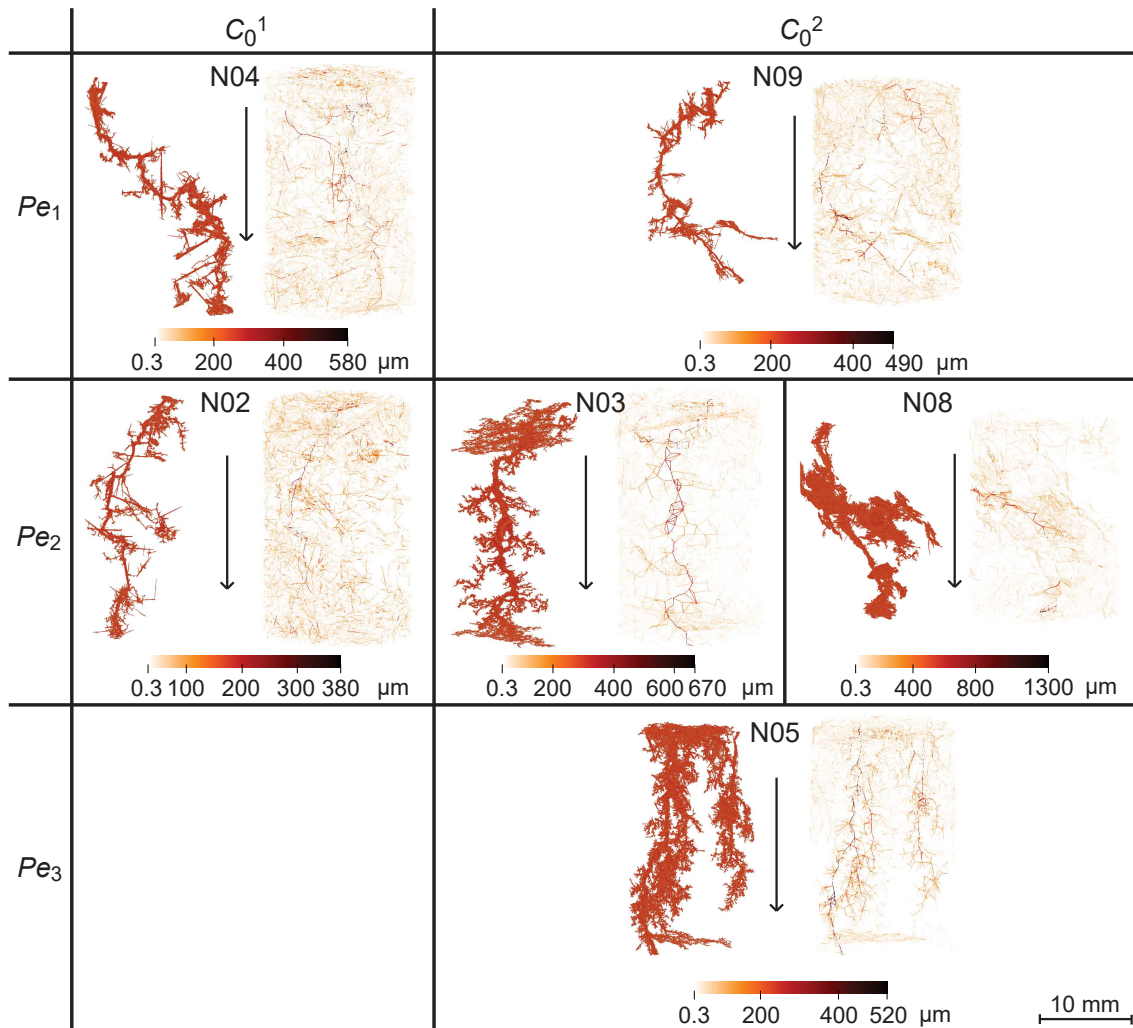 C₀¹ C₀²
N04 N09
Pe₁
0.3 200 400 580 µm
0.3 200 400 490 µm
N02 N03 N08
Pe₂
0.3 100 200 300 380 µm
0.3 200 400 600 670 µm
0.3 400 800 1300 µm
N05
Pe₃
0.3 200 400 520 µm
10 mm